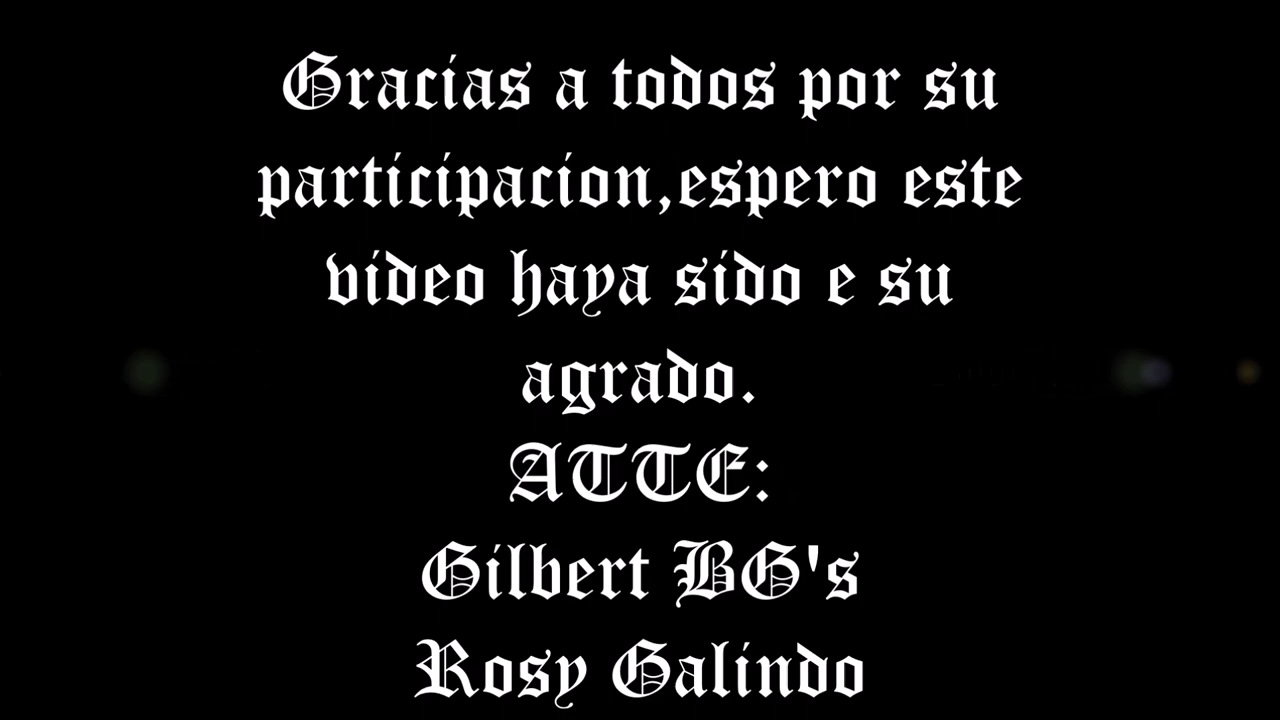 Gracias a todos por su
participacion,espero este
video haya sido e su
agrado.
ATTE:
Gilbert BG's
Rosy Galindo